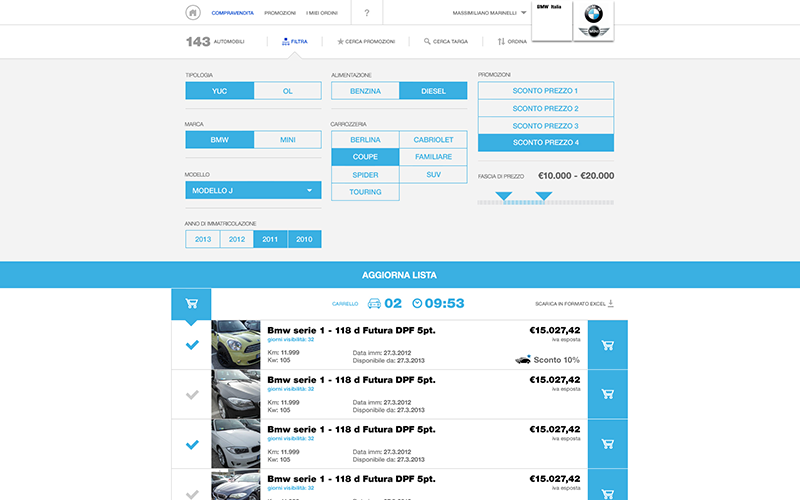 COMPRAVENDITA PROMOZIONI I MIEI ORDINI ? MASSIMILIANO MARINELLI BMW Italia
BMW
MINI
143 AUTOMOBILI FILTRA CERCA PROMOZIONI CERCA TARGA ORDINA
TIPOLOGIA
YUC OL
MARCA
BMW MINI
MODELLO
MODELLO J
ANNO DI IMMATRICOLAZIONE
2013 2012 2011 2010
ALIMENTAZIONE
BENZINA DIESEL
CARROZZERIA
BERLINA CABRIOLET
COUPE FAMILIARE
SPIDER SUV
TOURING
PROMOZIONI
SCONTO PREZZO 1
SCONTO PREZZO 2
SCONTO PREZZO 3
SCONTO PREZZO 4
FASCIA DI PREZZO €10.000 - €20.000
AGGIORNA LISTA
CARRELLO 02 09:53 SCARICA IN FORMATO EXCEL
Bmw serie 1 - 118 d Futura DPF 5pt. €15.027,42
giorni visibilità: 32 iva esposta
Km: 11.999 Data imm: 27.3.2012
Kw: 105 Disponibile da: 27.3.2013 Sconto 10%
Bmw serie 1 - 118 d Futura DPF 5pt. €15.027,42
giorni visibilità: 32 iva esposta
Km: 11.999 Data imm: 27.3.2012
Kw: 105 Disponibile da: 27.3.2013
Bmw serie 1 - 118 d Futura DPF 5pt. €15.027,42
giorni visibilità: 32 iva esposta
Km: 11.999 Data imm: 27.3.2012
Kw: 105 Disponibile da: 27.3.2013
Bmw serie 1 - 118 d Futura DPF 5pt. €15.027,42
giorni visibilità: 32 iva esposta